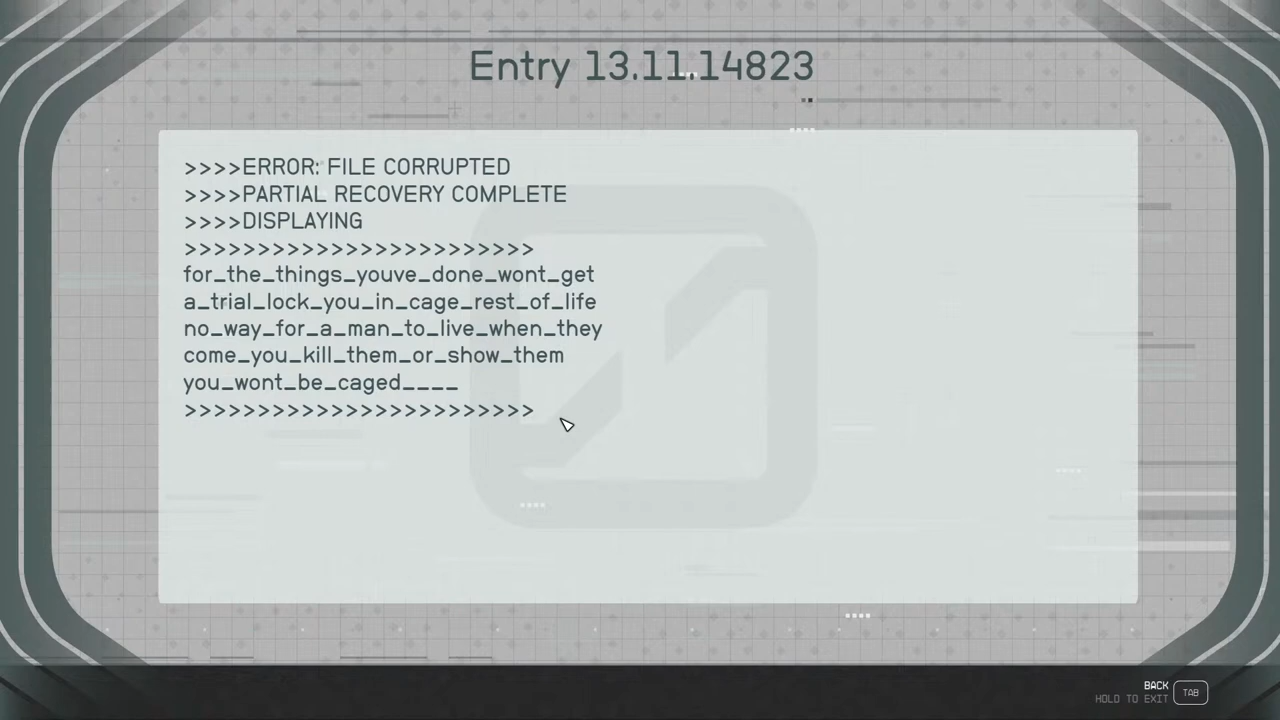 Entry 13.11.14823
>>>>ERROR: FILE CORRUPTED
>>>>PARTIAL RECOVERY COMPLETE
>>>>DISPLAYING
>>>>>>>>>>>>>>>>>>>>>>>>
for_the_things_youve_done_wont_get
a_trial_lock_you_in_cage_rest_of_life
no_way_for_a_man_to_live_when_they
come_you_kill_them_or_show_them
you_wont_be_caged____
>>>>>>>>>>>>>>>>>>>>>>>>
BACK
HOLD TO EXIT TAB